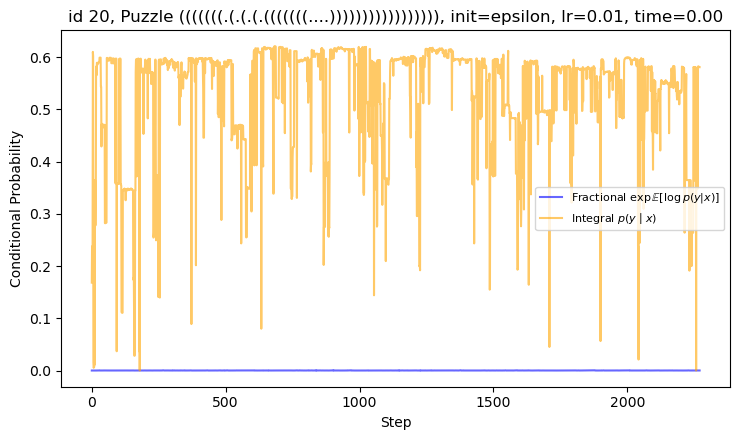 id 20, Puzzle (((((((.(.(.(.(((((((....))))))))))))))))), init=epsilon, lr=0.01, time=0.00
Conditional Probability
0.6
0.5
0.4
0.3
0.2
0.1
0.0
Fractional exp𝔼[log p(y|x)]
Integral p(y | x)
0
500
1000
1500
2000
Step